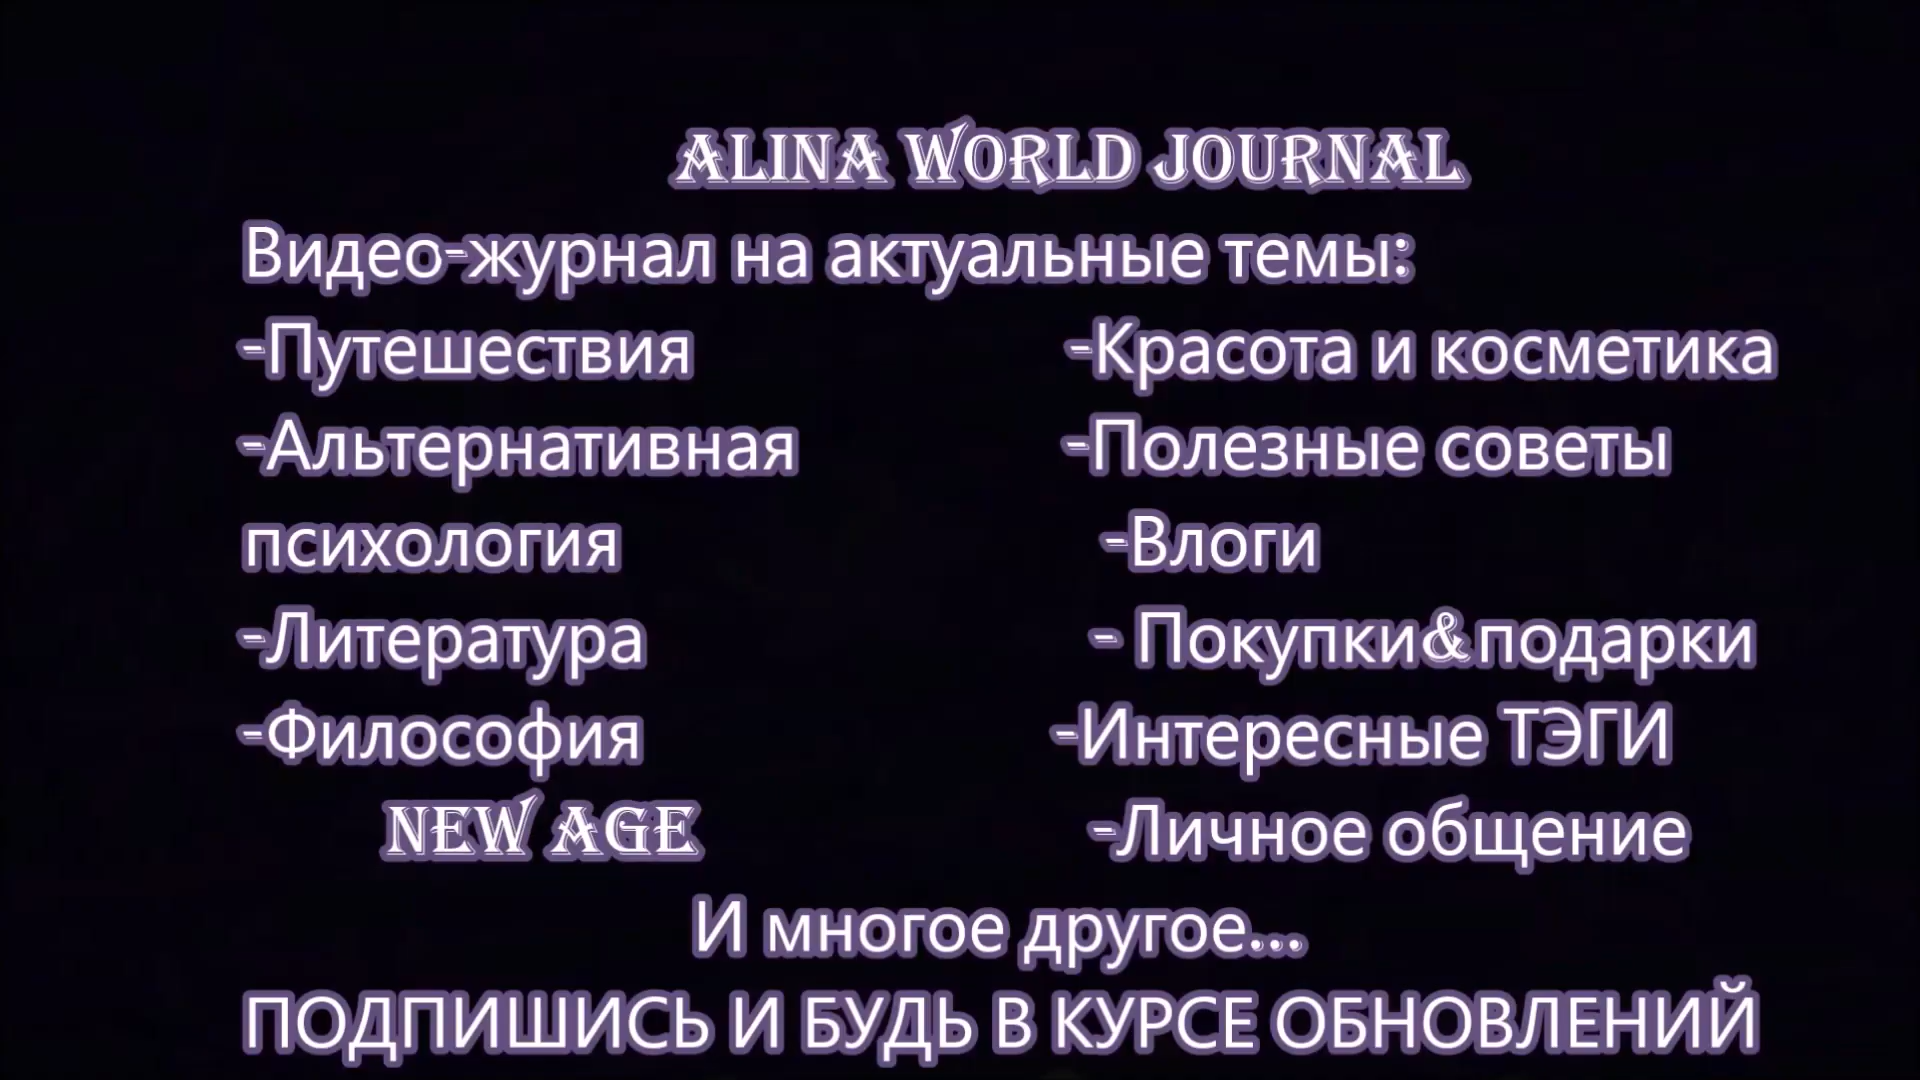 ALINA WORLD JOURNAL
Видео-журнал на актуальные темы:
-Путешествия -Красота и косметика
-Альтернативная -Полезные советы
психология -Влоги
-Литература - Покупки&подарки
-Философия -Интересные ТЭГИ
NEW AGE -Личное общение
И многое другое...
ПОДПИШИСЬ И БУДЬ В КУРСЕ ОБНОВЛЕНИЙ